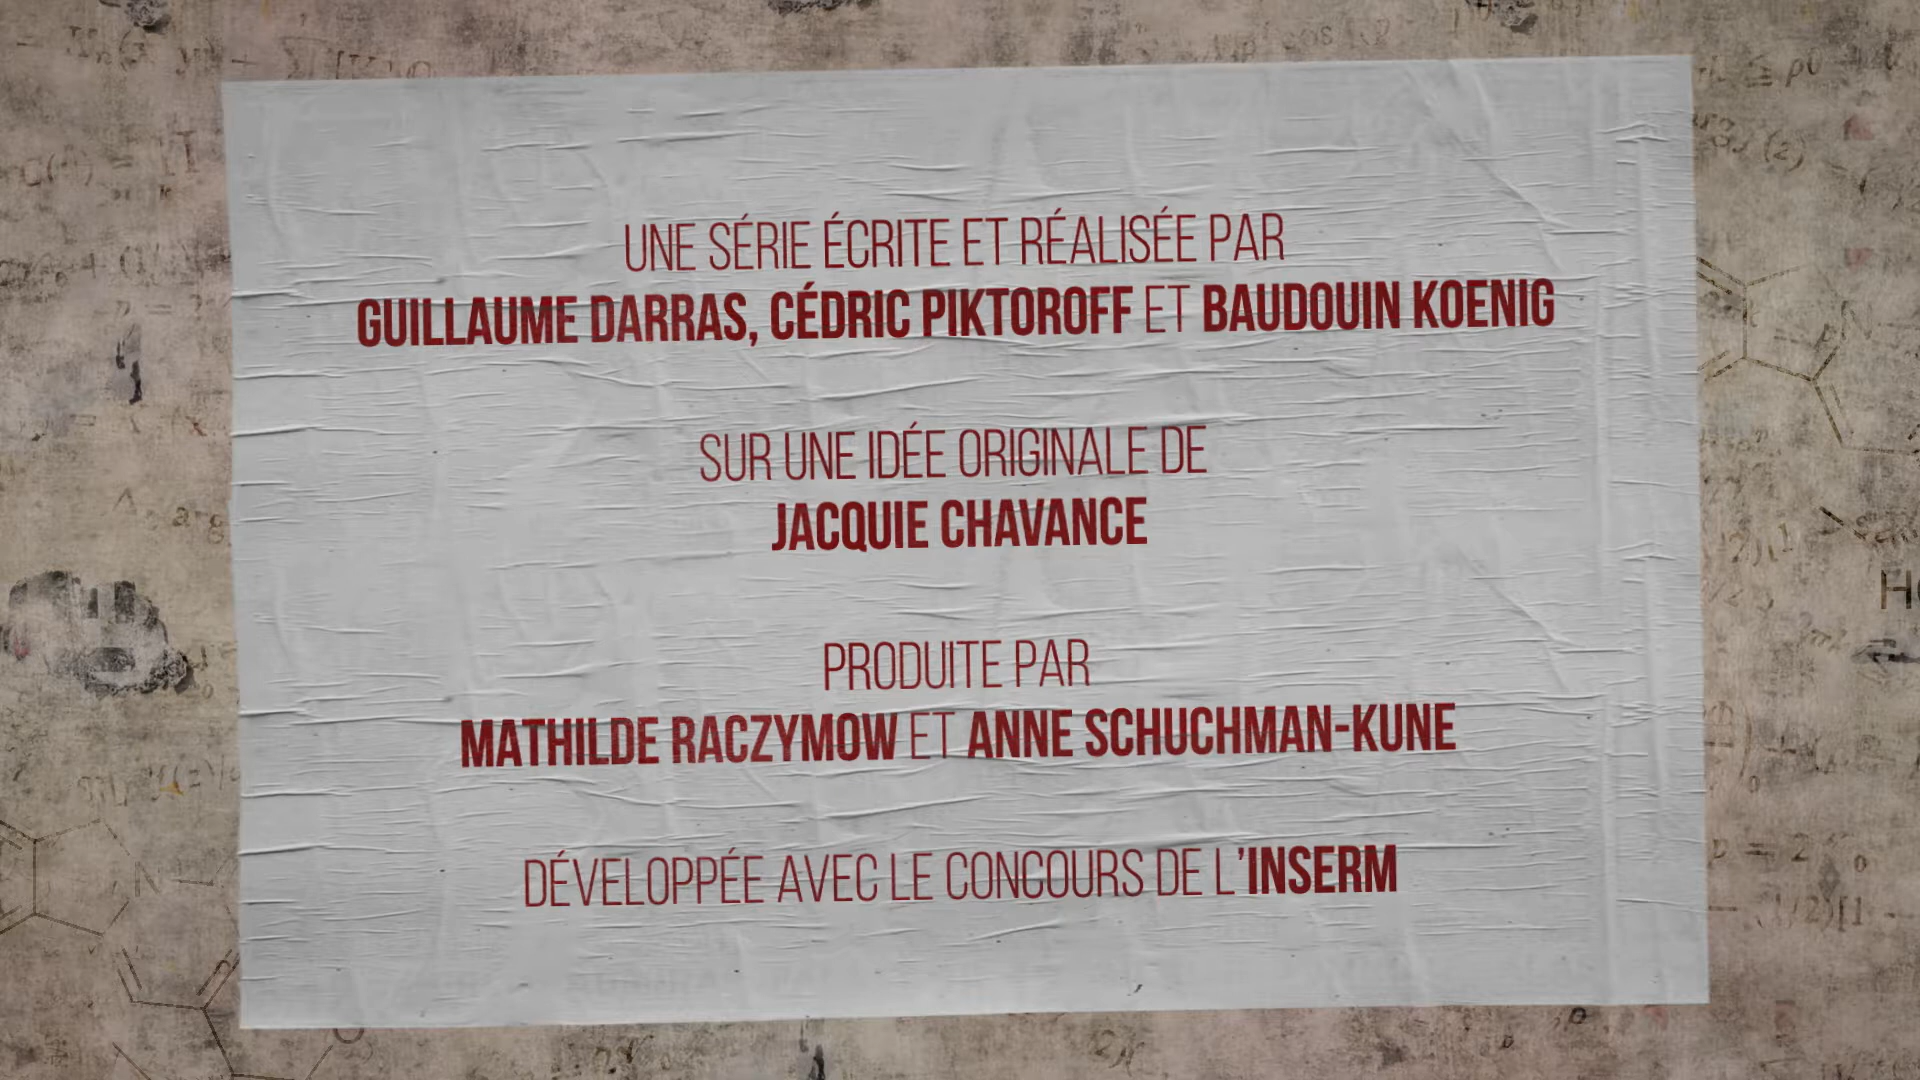 UNE SÉRIE ÉCRITE ET RÉALISÉE PAR
GUILLAUME DARRAS, CÉDRIC PIKTOROFF ET BAUDOUIN KOENIG
SUR UNE IDÉE ORIGINALE DE
JACQUIE CHAVANCE
PRODUITE PAR
MATHILDE RACZYMOW ET ANNE SCHUCHMAN-KUNE
DÉVELOPPÉE AVEC LE CONCOURS DE L'INSERM